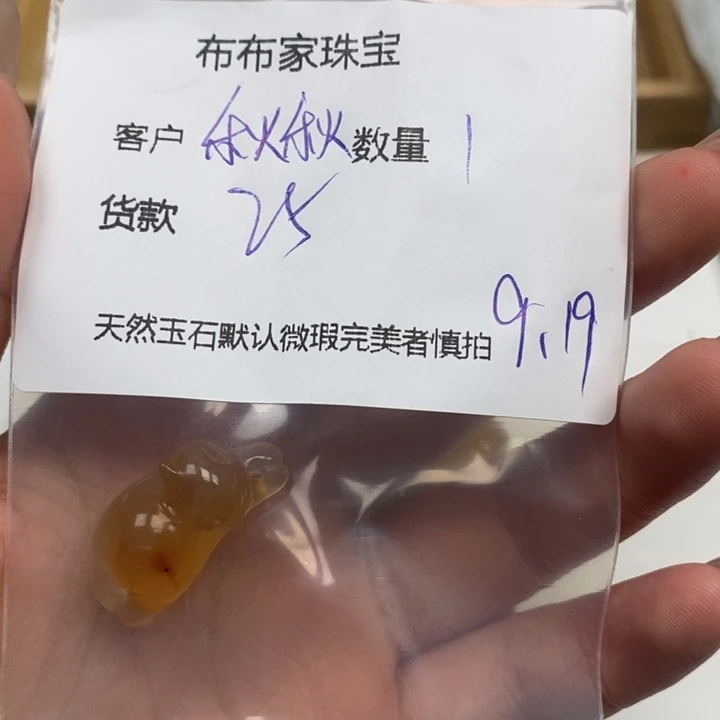 布布家珠宝
客户 秋秋 数量 1
货款 25
天然玉石默认微瑕完美者慎拍 9.19